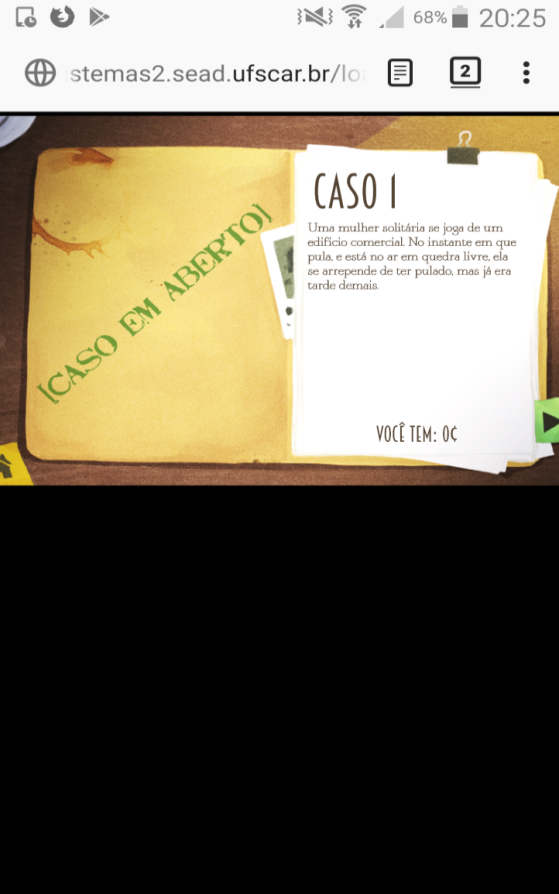 68% 20:25
istemas2.sead.ufscar.br/loa 2
[CASO EM ABERTO]
CASO 1
Uma mulher solitária se joga de um
edifício comercial. No instante em que
pula, e está no ar em quedra livre, ela
se arrepende de ter pulado, mas já era
tarde demais.
VOCÊ TEM: 0¢